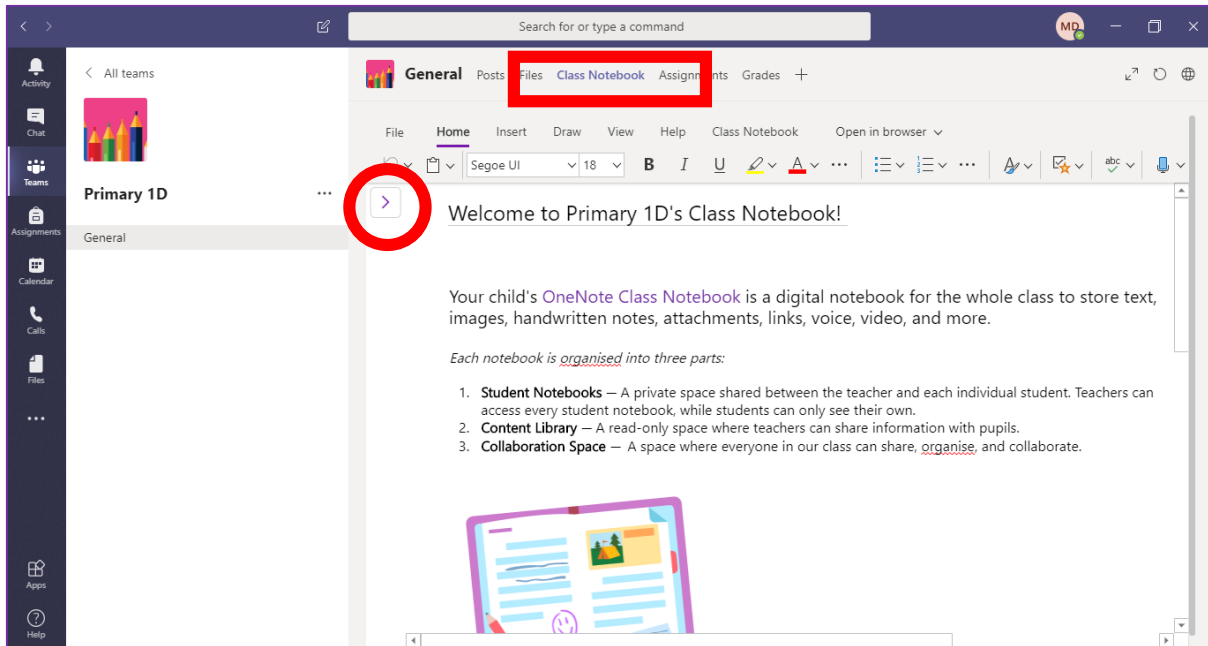 Search for or type a command
MD
Activity
Chat
Teams
Assignments
Calendar
Calls
Files
Apps
Help
All teams
Primary 1D
General
General Posts Files Class Notebook Assignments Grades
File Home Insert Draw View Help Class Notebook Open in browser
Segoe UI 18 B I U A abc
Welcome to Primary 1D's Class Notebook!
Your child's OneNote Class Notebook is a digital notebook for the whole class to store text,
images, handwritten notes, attachments, links, voice, video, and more.
Each notebook is organised into three parts:
1. Student Notebooks — A private space shared between the teacher and each individual student. Teachers can
access every student notebook, while students can only see their own.
2. Content Library — A read-only space where teachers can share information with pupils.
3. Collaboration Space — A space where everyone in our class can share, organise, and collaborate.